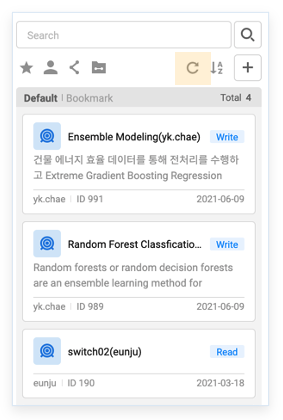 Search
Default | Bookmark Total 4
Ensemble Modeling(yk.chae) Write
건물 에너지 효율 데이터를 통해 전처리를 수행하
고 Extreme Gradient Boosting Regression
yk.chae | ID 991 2021-06-09
Random Forest Classficatio... Write
Random forests or random decision forests
are an ensemble learning method for
yk.chae | ID 989 2021-06-09
switch02(eunju) Read
eunju | ID 190 2021-03-18